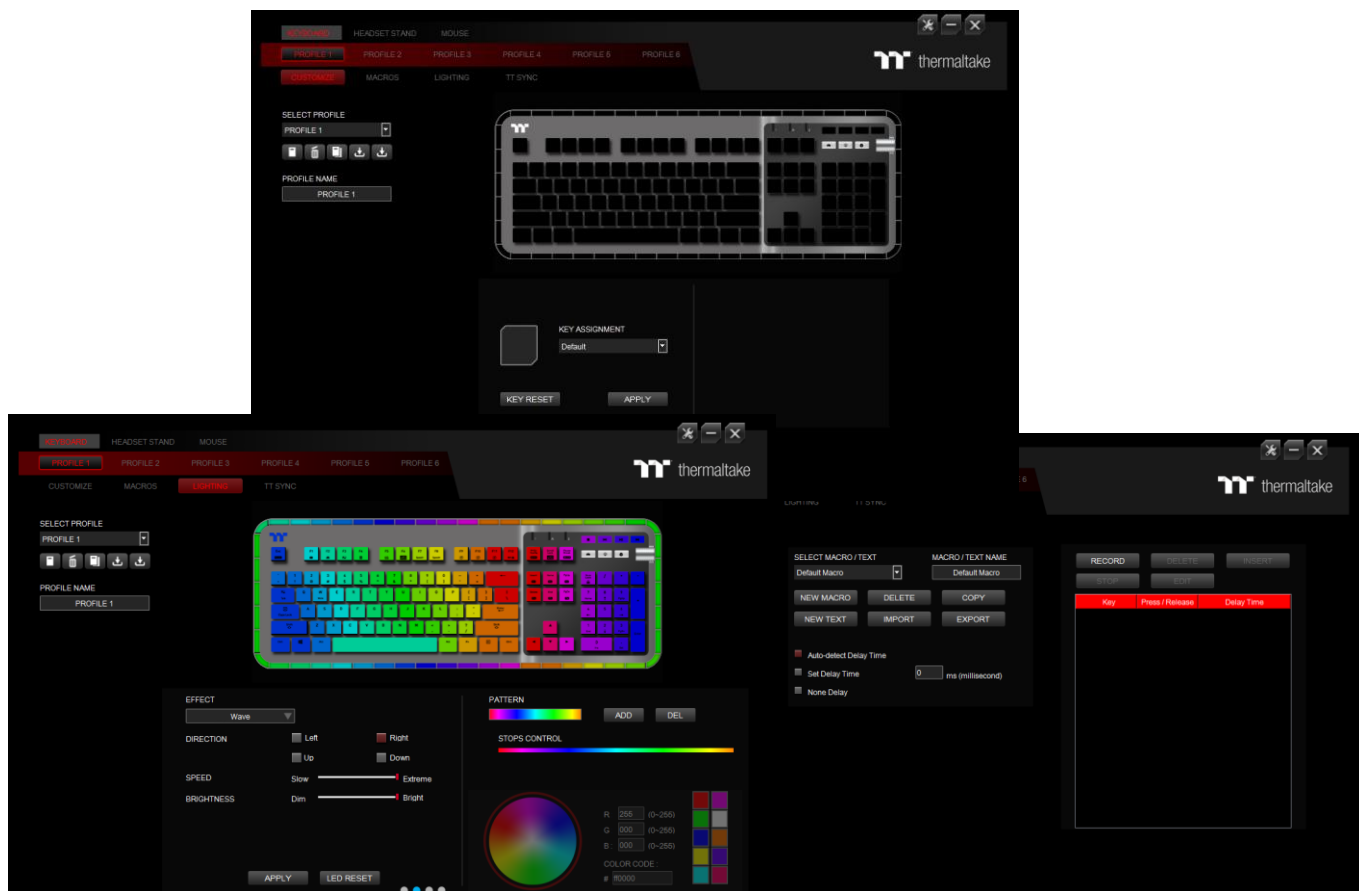 KEYBOARD HEADSET STAND MOUSE
PROFILE 1 PROFILE 2 PROFILE 3 PROFILE 4 PROFILE 5 PROFILE 6
thermaltake
CUSTOMIZE MACROS LIGHTING TT SYNC
SELECT PROFILE
PROFILE 1
PROFILE NAME
PROFILE 1
KEY ASSIGNMENT
Default
KEY RESET APPLY
KEYBOARD HEADSET STAND MOUSE
PROFILE 1 PROFILE 2 PROFILE 3 PROFILE 4 PROFILE 5 PROFILE 6
thermaltake
CUSTOMIZE MACROS LIGHTING TT SYNC
SELECT PROFILE
PROFILE 1
PROFILE NAME
PROFILE 1
EFFECT
Wave
DIRECTION Left Right
Up Down
SPEED Slow Extreme
BRIGHTNESS Dim Bright
APPLY LED RESET
PATTERN
ADD DEL
STOPS CONTROL
R 255 (0~255)
G 000 (0~255)
B: 000 (0~255)
COLOR CODE :
# ff0000
6
thermaltake
LIGHTING TT SYNC
SELECT MACRO / TEXT MACRO / TEXT NAME
Default Macro Default Macro
NEW MACRO DELETE COPY
NEW TEXT IMPORT EXPORT
Auto-detect Delay Time
Set Delay Time 0 ms (millisecond)
None Delay
RECORD DELETE INSERT
STOP EDIT
Key Press / Release Delay Time